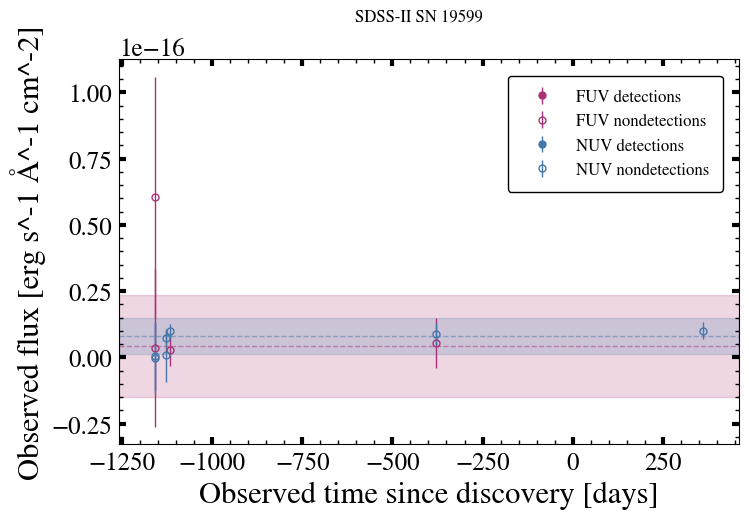 SDSS-II SN 19599
1e−16
Observed flux [erg s^-1 Å^-1 cm^-2]
1.00
0.75
0.50
0.25
0.00
−0.25
FUV detections
FUV nondetections
NUV detections
NUV nondetections
−1250 −1000 −750 −500 −250 0 250
Observed time since discovery [days]